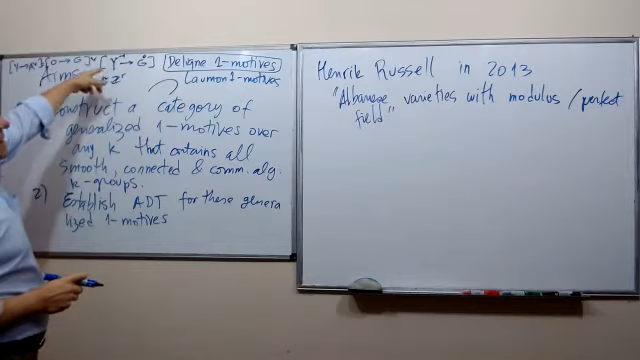 [Y→A*][O→G]~[Y→G] Deligne 1-motives
Aims ≈ Zʳ Laumon 1-motives
onstruct a category of
generalized 1-motives over
any k that contains all
smooth, connected & comm. alg.
k-groups.
2) Establish ADT for these genera
lized 1-motives
Henrik Russell in 2013
"Albanese varieties with modulus / perfect
field"